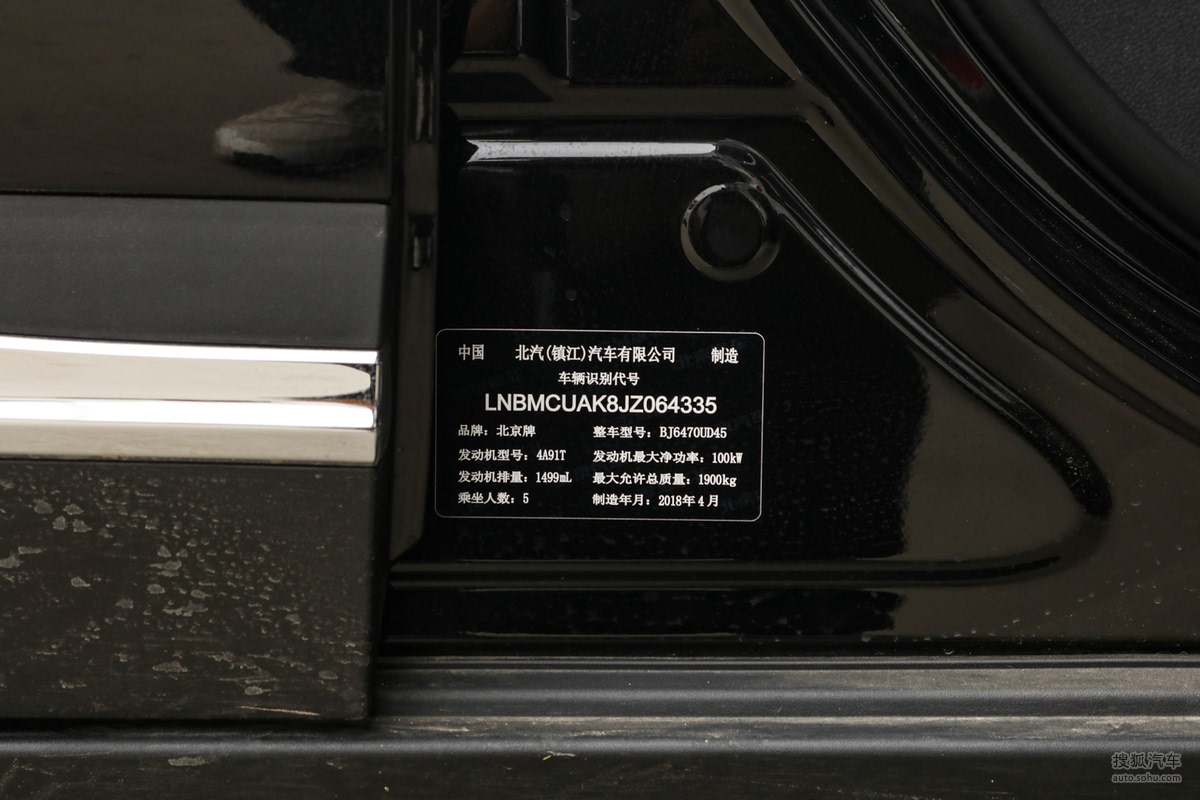 中国 北汽(镇江)汽车有限公司 制造
车辆识别代号
LNBMCUAK8JZ064335
品牌：北京牌 整车型号：BJ6470UD45
发动机型号：4A91T 发动机最大净功率：100kW
发动机排量：1499mL 最大允许总质量：1900kg
乘坐人数：5 制造年月：2018年4月
搜狐汽车
auto.sohu.com